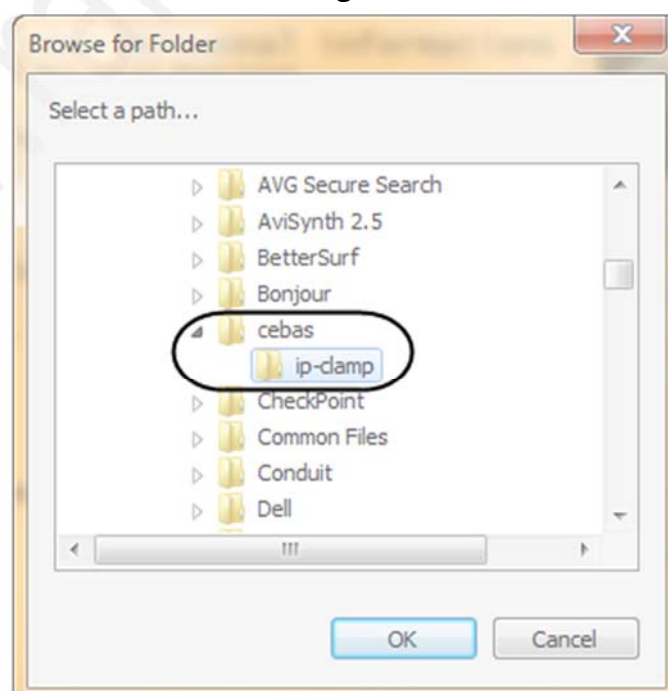 Browse for Folder
Select a path...
AVG Secure Search
AviSynth 2.5
BetterSurf
Bonjour
cebas
ip-clamp
CheckPoint
Common Files
Conduit
Dell
OK
Cancel